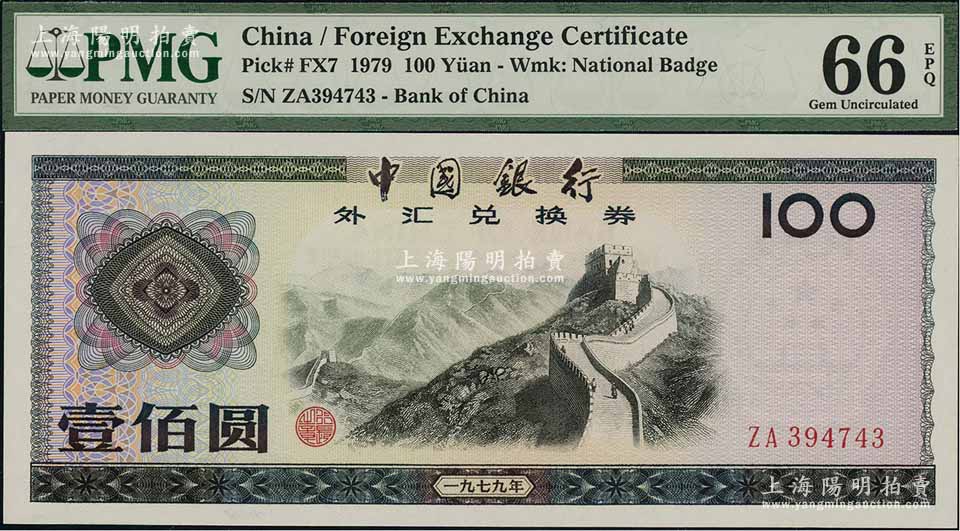 上海陽明拍賣
www.yangmingauction.com
PMG
PAPER MONEY GUARANTY
China / Foreign Exchange Certificate
Pick# FX7 1979 100 Yüan - Wmk: National Badge
S/N ZA394743 - Bank of China
66
EPQ
Gem Uncirculated
中國銀行
外汇兑换券
100
上海陽明拍賣
www.yangmingauction.com
壹佰圆
ZA 394743
一九七九年
上海陽明拍賣
www.yangmingauction.com